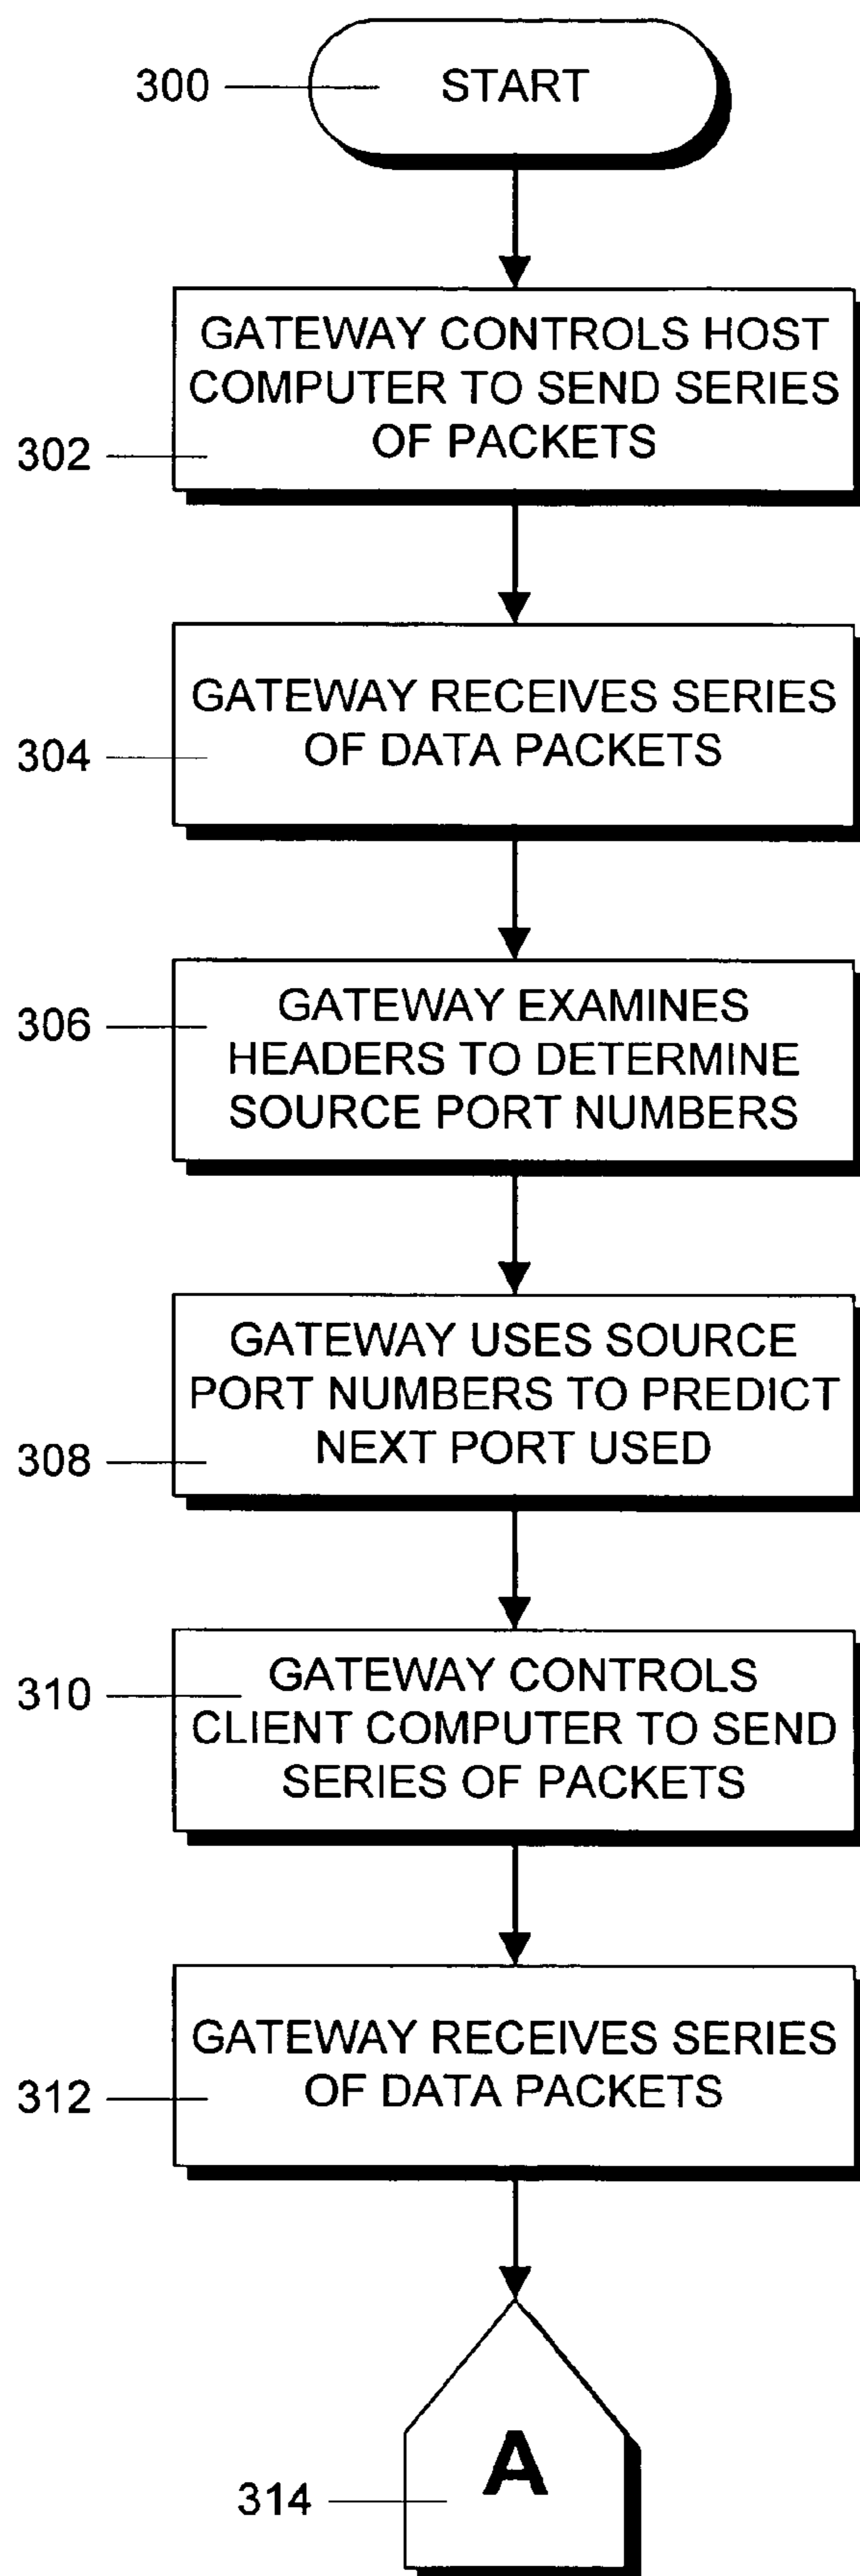 300
START
GATEWAY CONTROLS HOST
COMPUTER TO SEND SERIES
OF PACKETS
302
GATEWAY RECEIVES SERIES
OF DATA PACKETS
304
GATEWAY EXAMINES
HEADERS TO DETERMINE
SOURCE PORT NUMBERS
306
GATEWAY USES SOURCE
PORT NUMBERS TO PREDICT
NEXT PORT USED
308
GATEWAY CONTROLS
CLIENT COMPUTER TO SEND
SERIES OF PACKETS
310
GATEWAY RECEIVES SERIES
OF DATA PACKETS
312
A
314